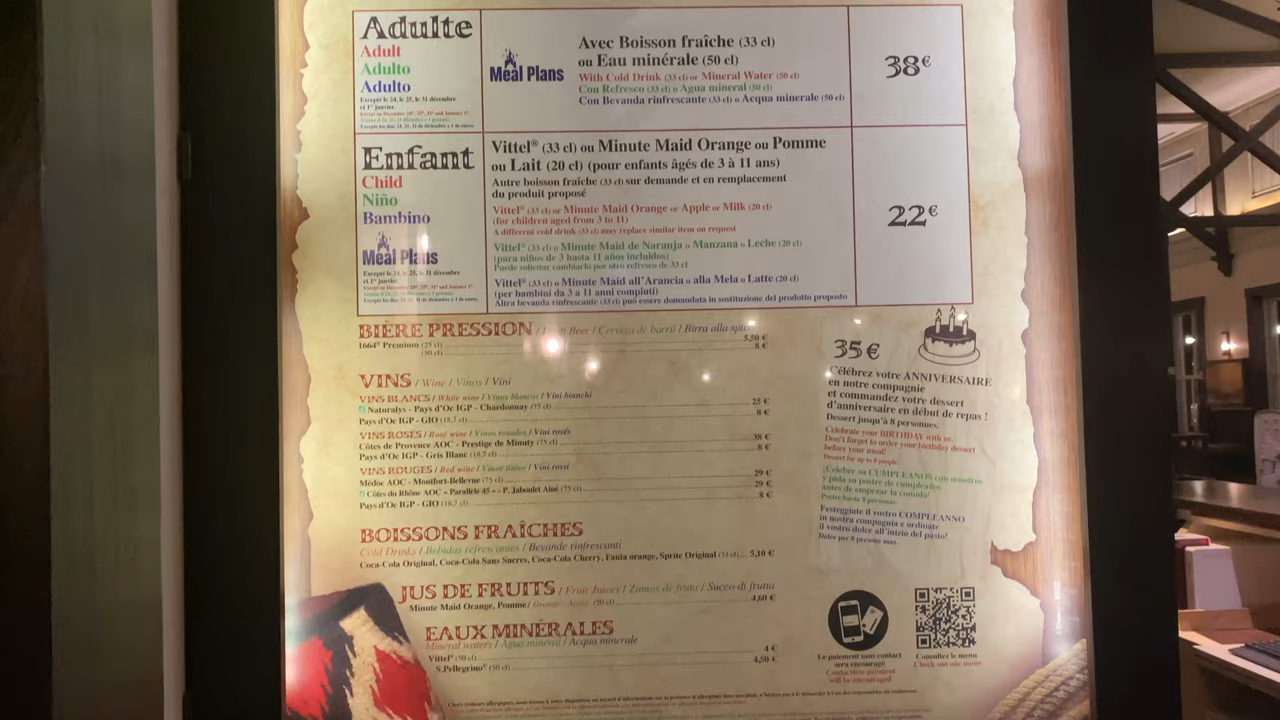 Adulte
Adult
Adulto
Adulto
Excepté le 24, le 25, le 31 décembre
et 1er janvier.
Meal Plans
Avec Boisson fraîche (33 cl)
ou Eau minérale (50 cl)
With Cold Drink (33 cl) or Mineral Water (50 cl)
Con Refresco (33 cl) o Agua mineral (50 cl)
Con Bevanda rinfrescante (33 cl) o Acqua minerale (50 cl)
38€
Enfant
Child
Niño
Bambino
Meal Plans
Excepté le 24, le 25, le 31 décembre
et 1er janvier
Vittel® (33 cl) ou Minute Maid Orange ou Pomme
ou Lait (20 cl) (pour enfants âgés de 3 à 11 ans)
Autre boisson fraîche (33 cl) sur demande et en remplacement
du produit proposé
Vittel® (33 cl) or Minute Maid Orange or Apple or Milk (20 cl)
(for children aged from 3 to 11)
A different cold drink (33 cl) may replace similar item on request
Vittel® (33 cl) o Minute Maid de Naranja o Manzana o Leche (20 cl)
(para niños de 3 hasta 11 años incluidos)
Puede solicitar cambiarlo por otro refresco de 33 cl
Vittel® (33 cl) o Minute Maid all'Arancia o alla Mela o Latte (20 cl)
(per bambini da 3 a 11 anni compiuti)
Altra bevanda rinfrescante (33 cl) può essere domandata in sostituzione del prodotto proposto
22€
BIÈRE PRESSION / Beer / Cerveza de barril / Birra alla
1664® Premium (25 cl) 5,50 €
(50 cl) 8 €
VINS / Wine / Vinos / Vini
VINS BLANCS / White wine / Vinos blancos / Vini bianchi
Naturalys - Pays d'Oc IGP - Chardonnay (75 cl) 25 €
Pays d'Oc IGP - GIO (18,7 cl) 8 €
VINS ROSÉS / Rosé wine / Vinos rosados / Vini rosés
Côtes de Provence AOC - Prestige de Minuty (75 cl) 38 €
Pays d'Oc IGP - Gris Blanc (18,7 cl) 8 €
VINS ROUGES / Red wine / Vinos tintos / Vini rossi
Médoc AOC - Montfort-Bellevue (75 cl) 29 €
Côtes du Rhône AOC « Parallèle 45 » - P. Jaboulet Ainé (75 cl) 29 €
Pays d'Oc IGP - GIO (18,7 cl) 8 €
BOISSONS FRAÎCHES
Cold Drinks / Bebidas refrescantes / Bevande rinfrescanti
Coca-Cola Original, Coca-Cola Sans Sucres, Coca-Cola Cherry, Fanta orange, Sprite Original (33 cl) 5,10 €
JUS DE FRUITS / Fruit Juices / Zumos de fruta / Succo di frutta
Minute Maid Orange, Pomme / Orange, Apple (20 cl) 4,60 €
EAUX MINÉRALES
Mineral waters / Agua mineral / Acqua minerale
Vittel® (50 cl) 4 €
S.Pellegrino® (50 cl) 4,50 €
35 €
Célébrez votre ANNIVERSAIRE
en notre compagnie
et commandez votre dessert
d'anniversaire en début de repas !
Dessert jusqu'à 8 personnes.
Celebrate your BIRTHDAY with us.
Don't forget to order your birthday dessert
before your meal!
Dessert for up to 8 people.
¡Celebre su CUMPLEAÑOS con nosotros
y pida su postre de cumpleaños
antes de empezar la comida!
Postre hasta 8 personas.
Festeggiate il vostro COMPLEANNO
in nostra compagnia e ordinate
il vostro dolce all'inizio del pasto!
Dolce per 8 persone max.
Le paiement sans contact
sera encouragé
Contactless payment
will be encouraged
Consultez le menu
Check out our menu